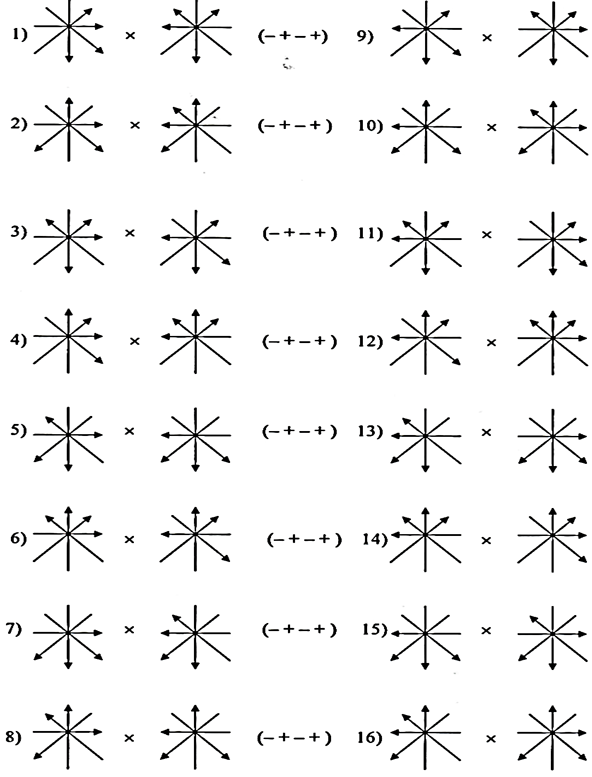 1) × (−+−+) 9) ×
2) × (−+−+) 10) ×
3) × (−+−+) 11) ×
4) × (−+−+) 12) ×
5) × (−+−+) 13) ×
6) × (−+−+) 14) ×
7) × (−+−+) 15) ×
8) × (−+−+) 16) ×